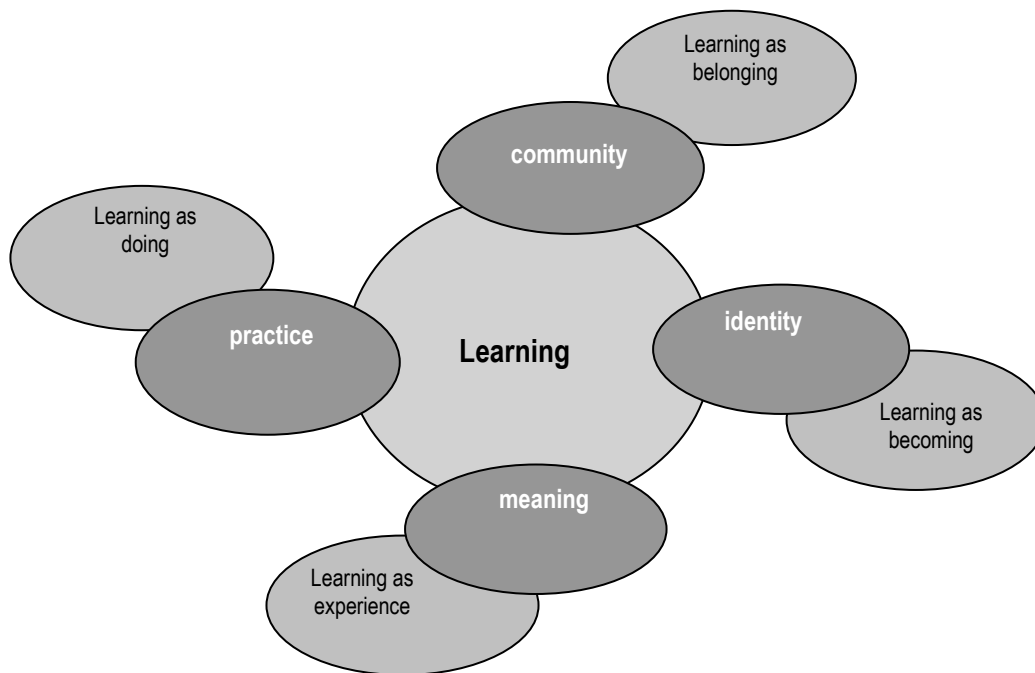 Learning as
belonging
community
Learning as
doing
practice
identity
Learning
Learning as
becoming
meaning
Learning as
experience